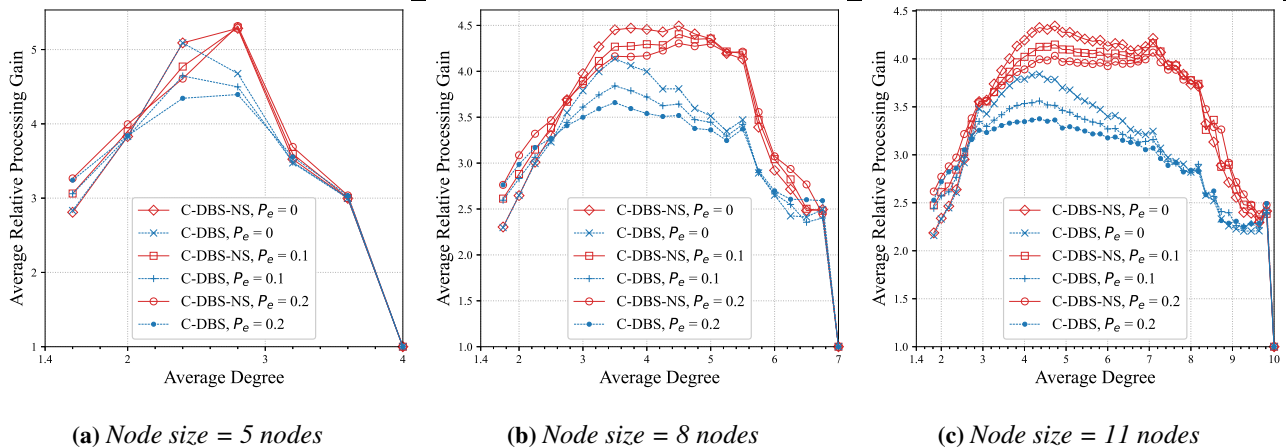 Average Relative Processing Gain
5
4
3
2
1
1.4
2
3
4
Average Degree
C-DBS-NS, Pₑ = 0
C-DBS, Pₑ = 0
C-DBS-NS, Pₑ = 0.1
C-DBS, Pₑ = 0.1
C-DBS-NS, Pₑ = 0.2
C-DBS, Pₑ = 0.2
(a) Node size = 5 nodes
Average Relative Processing Gain
4.5
4.0
3.5
3.0
2.5
2.0
1.5
1.0
1.4
2
3
4
5
6
7
Average Degree
C-DBS-NS, Pₑ = 0
C-DBS, Pₑ = 0
C-DBS-NS, Pₑ = 0.1
C-DBS, Pₑ = 0.1
C-DBS-NS, Pₑ = 0.2
C-DBS, Pₑ = 0.2
(b) Node size = 8 nodes
Average Relative Processing Gain
4.5
4.0
3.5
3.0
2.5
2.0
1.5
1.0
1.4
2
3
4
5
6
7
8
9
10
Average Degree
C-DBS-NS, Pₑ = 0
C-DBS, Pₑ = 0
C-DBS-NS, Pₑ = 0.1
C-DBS, Pₑ = 0.1
C-DBS-NS, Pₑ = 0.2
C-DBS, Pₑ = 0.2
(c) Node size = 11 nodes